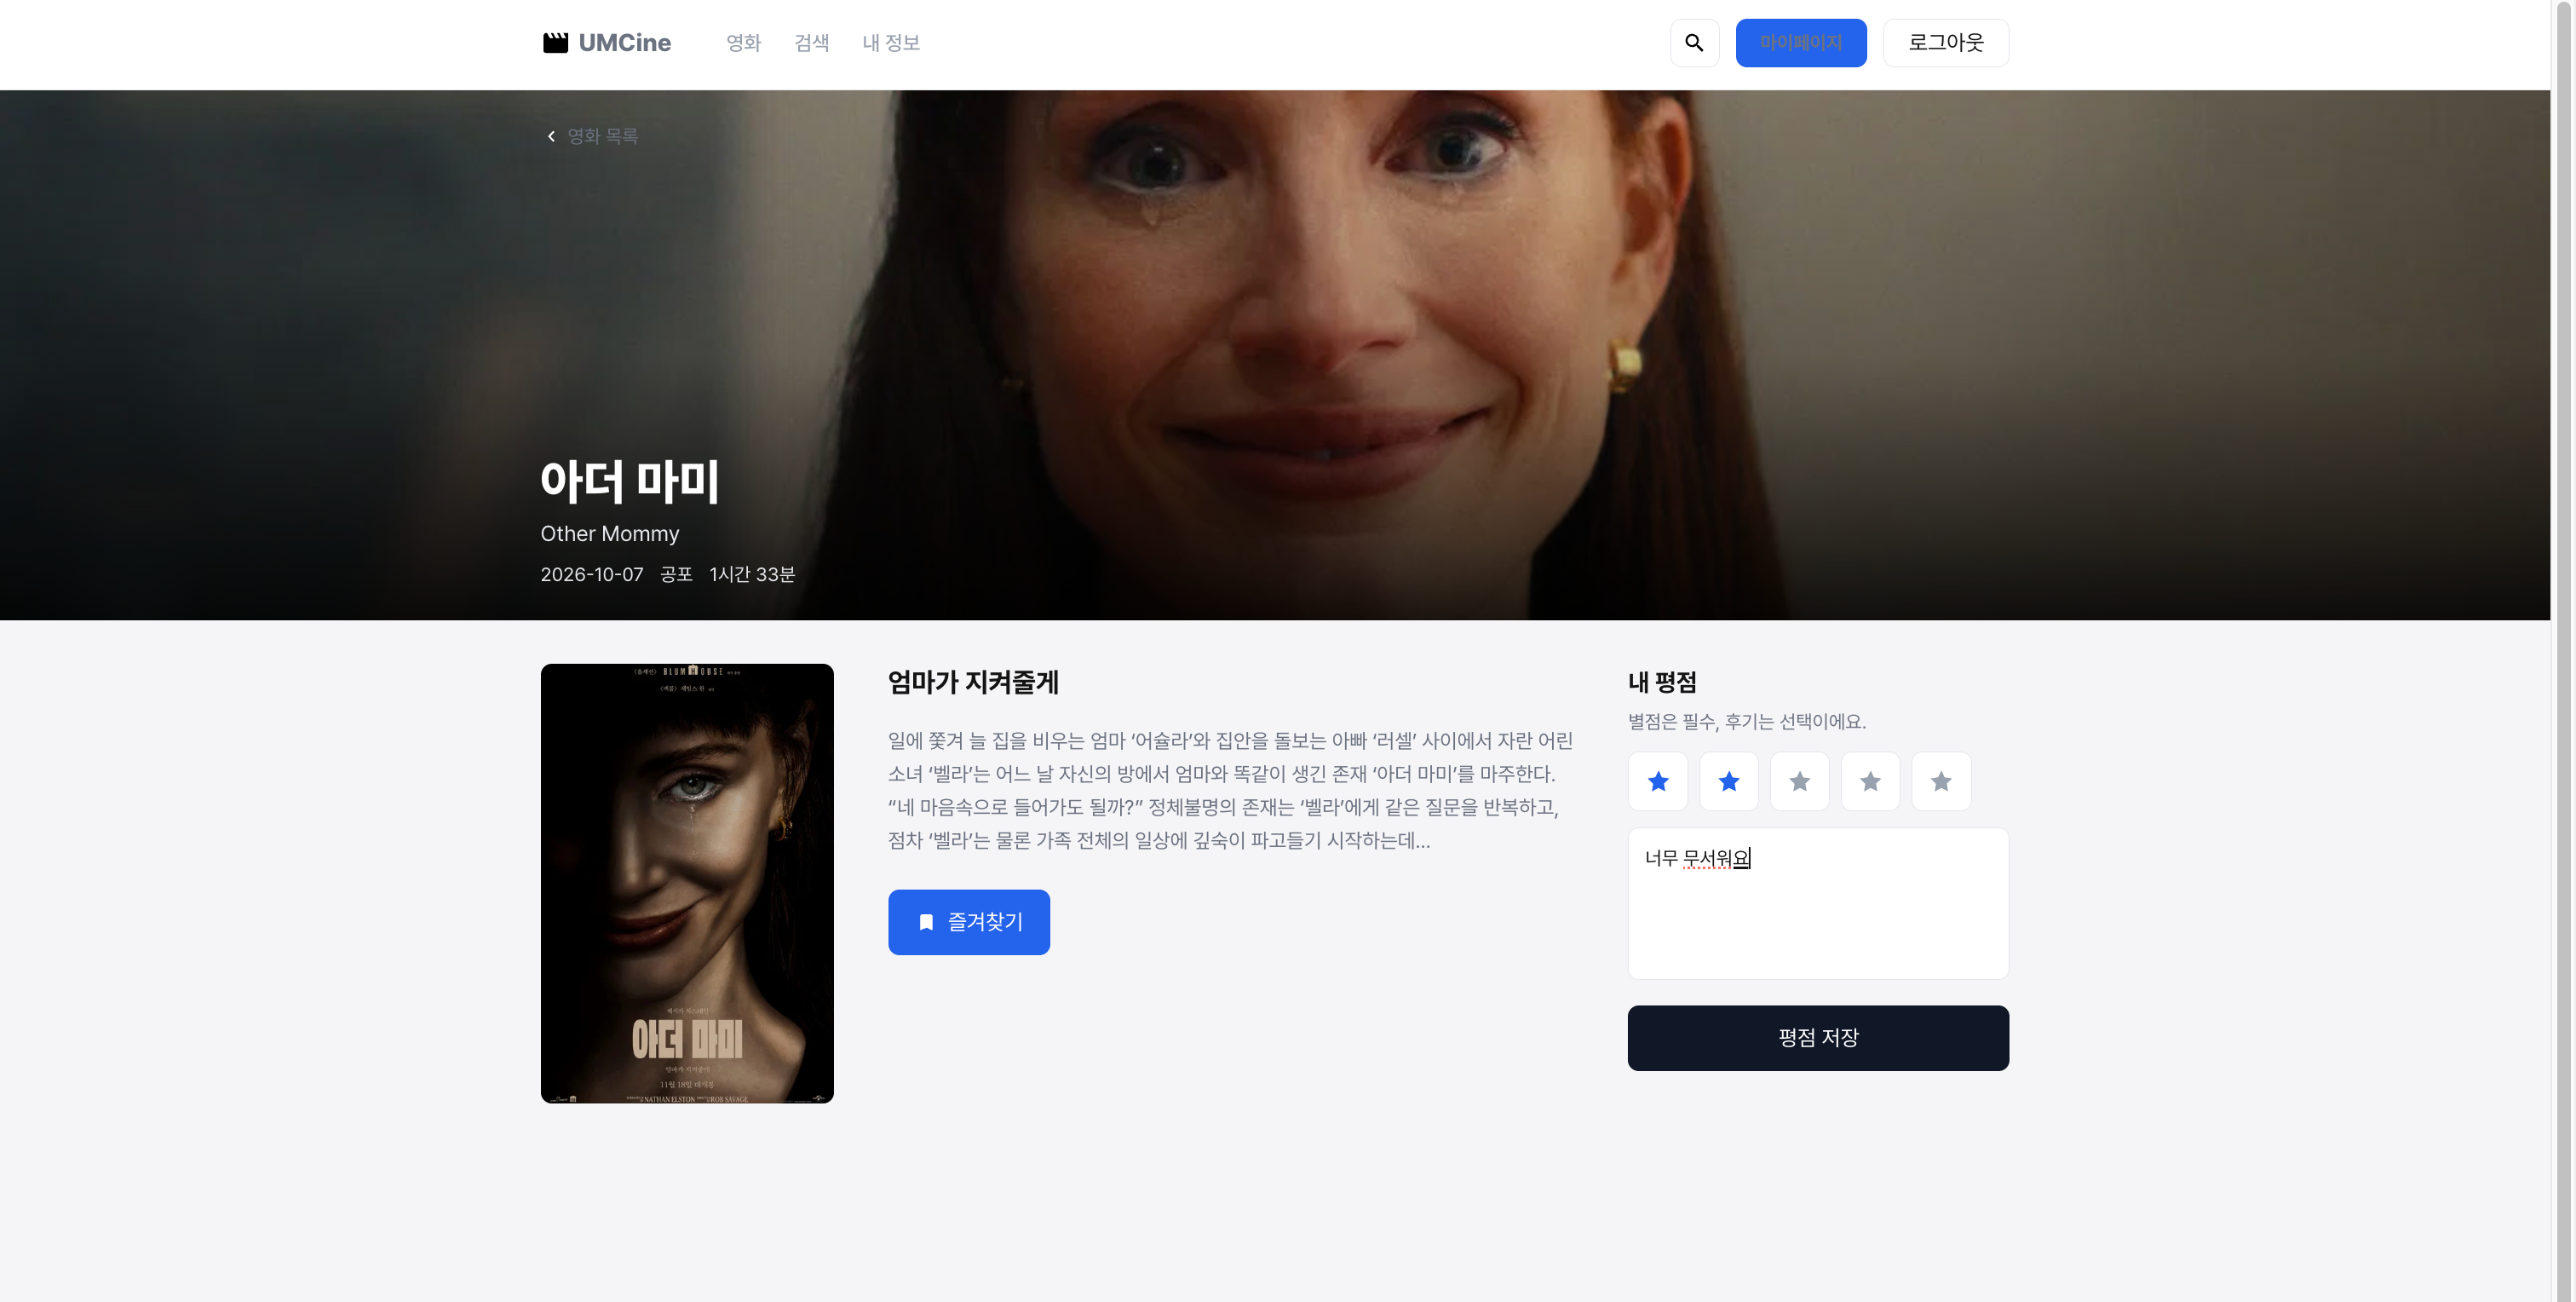 UMCine 영화 검색 내 정보 마이페이지 로그아웃
영화 목록
아더 마미
Other Mommy
2026-10-07 공포 1시간 33분
BLUMHOUSE
아더 마미
엄마가 지켜줄게
11월 18일 대개봉
NATHAN ELSTON ROB SAVAGE
엄마가 지켜줄게
일에 쫓겨 늘 집을 비우는 엄마 ‘어슐라’와 집안을 돌보는 아빠 ‘러셀’ 사이에서 자란 어린
소녀 ‘벨라’는 어느 날 자신의 방에서 엄마와 똑같이 생긴 존재 ‘아더 마미’를 마주한다.
“네 마음속으로 들어가도 될까?” 정체불명의 존재는 ‘벨라’에게 같은 질문을 반복하고,
점차 ‘벨라’는 물론 가족 전체의 일상에 깊숙이 파고들기 시작하는데...
즐겨찾기
내 평점
별점은 필수, 후기는 선택이에요.
너무 무서워요
평점 저장